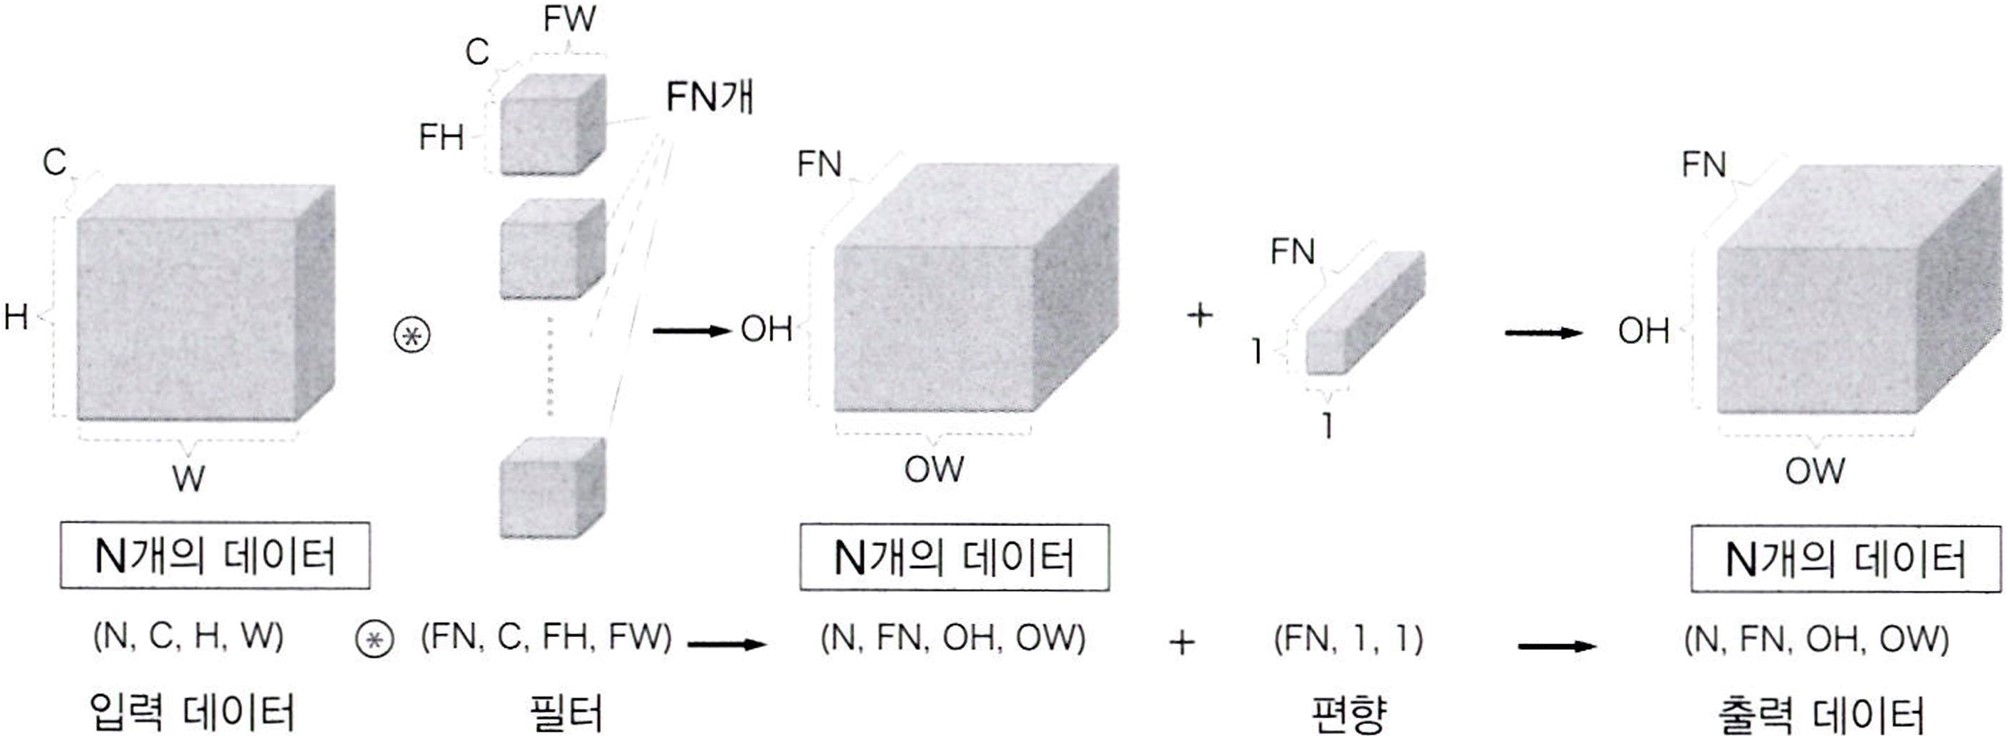 FW
C
FN개
FH
C
FN
FN
FN
H
OH
1
OH
+
1
W
OW
OW
N개의 데이터
N개의 데이터
N개의 데이터
(N, C, H, W) ⊛ (FN, C, FH, FW) → (N, FN, OH, OW) + (FN, 1, 1) → (N, FN, OH, OW)
입력 데이터 필터 편향 출력 데이터